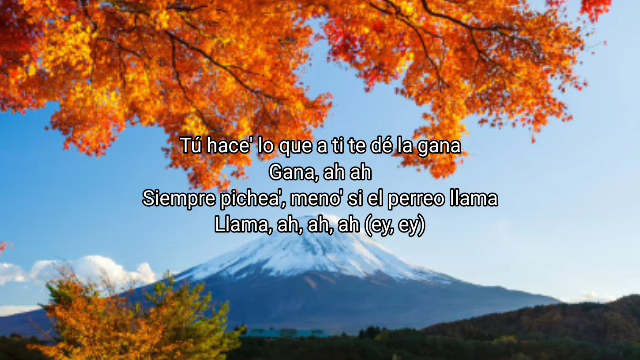 Tú hace' lo que a ti te dé la gana
Gana, ah ah
Siempre pichea', meno' si el perreo llama
Llama, ah, ah, ah (ey, ey)